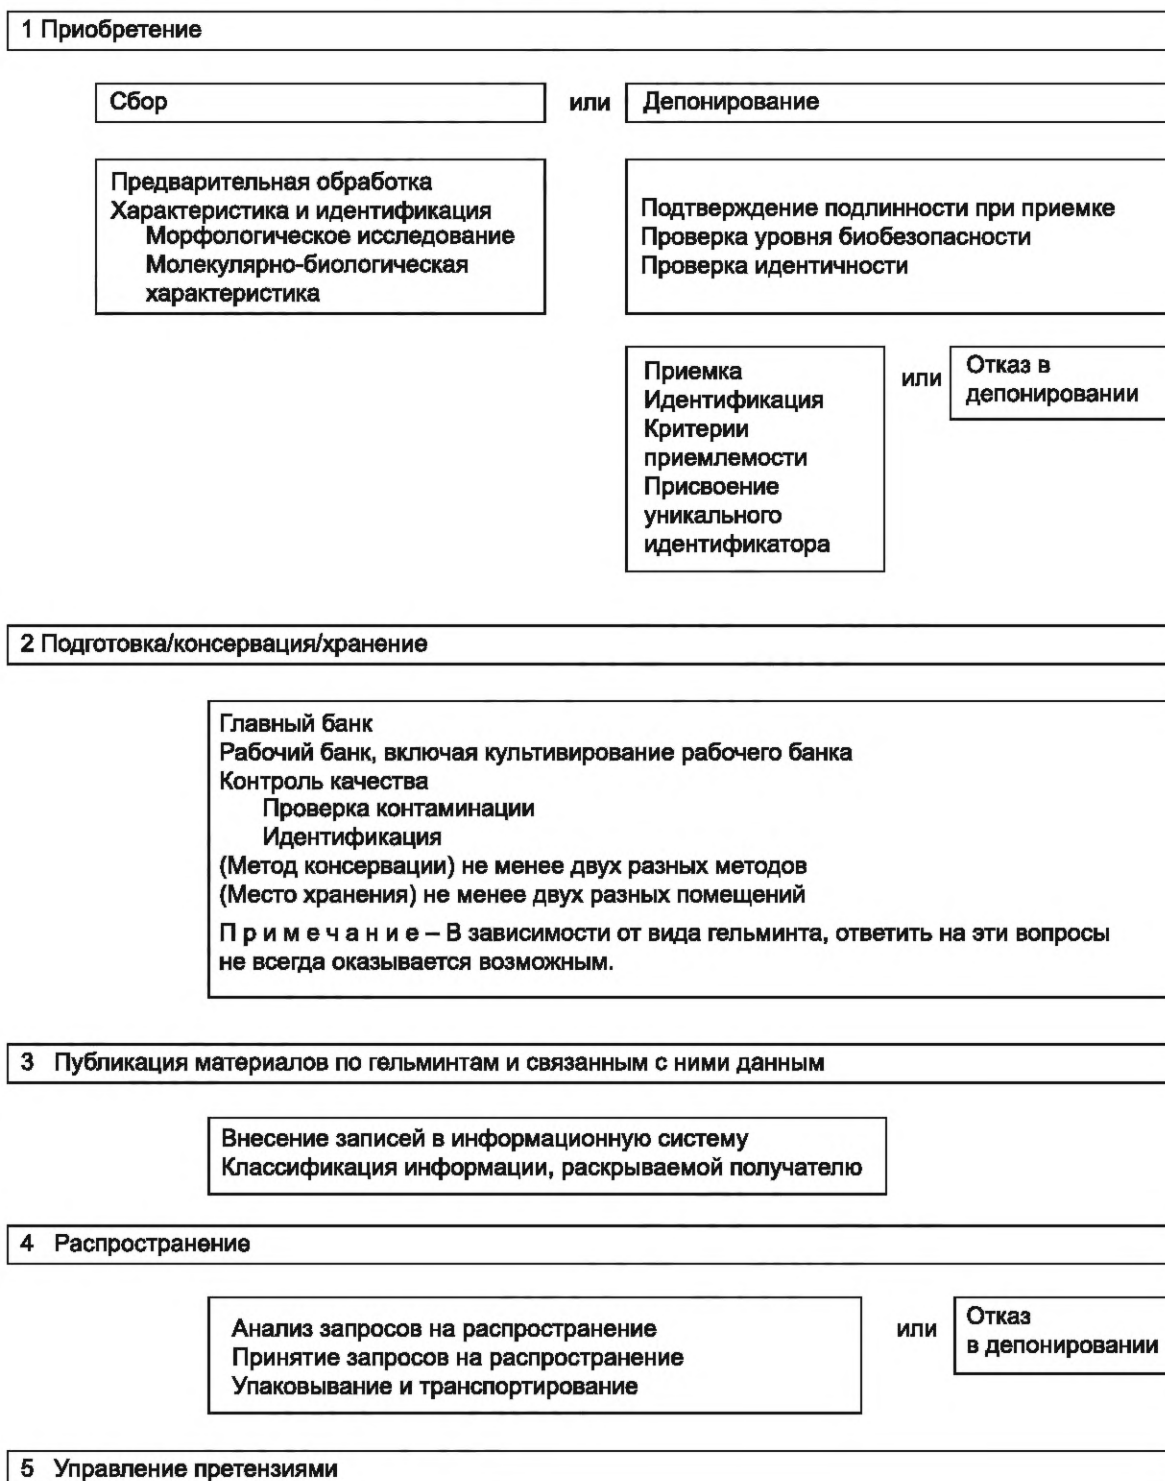 1 Приобретение
Сбор
или
Депонирование
Предварительная обработка
Характеристика и идентификация
Морфологическое исследование
Молекулярно-биологическая
характеристика
Подтверждение подлинности при приемке
Проверка уровня биобезопасности
Проверка идентичности
Приемка
Идентификация
Критерии
приемлемости
Присвоение
уникального
идентификатора
или
Отказ в
депонировании
2 Подготовка/консервация/хранение
Главный банк
Рабочий банк, включая культивирование рабочего банка
Контроль качества
Проверка контаминации
Идентификация
(Метод консервации) не менее двух разных методов
(Место хранения) не менее двух разных помещений
П р и м е ч а н и е – В зависимости от вида гельминта, ответить на эти вопросы
не всегда оказывается возможным.
3 Публикация материалов по гельминтам и связанным с ними данным
Внесение записей в информационную систему
Классификация информации, раскрываемой получателю
4 Распространение
Анализ запросов на распространение
Принятие запросов на распространение
Упаковывание и транспортирование
или
Отказ
в депонировании
5 Управление претензиями